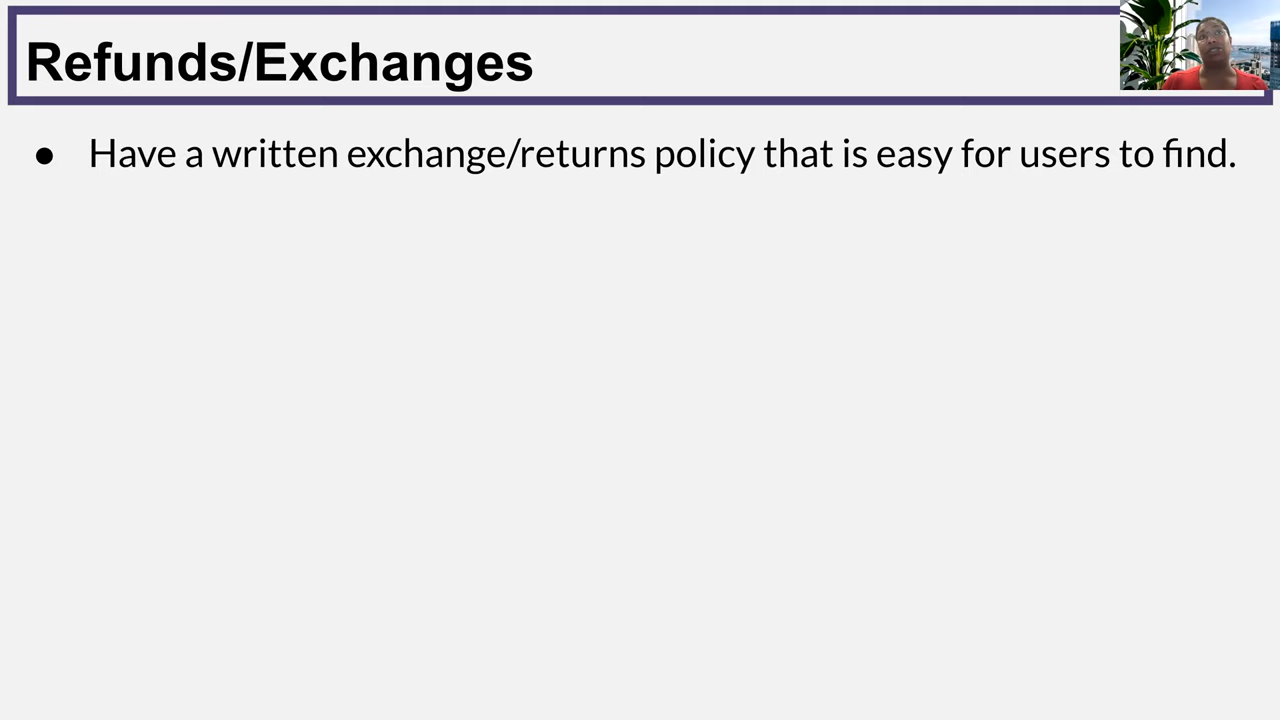 Refunds/Exchanges
● Have a written exchange/returns policy that is easy for users to find.